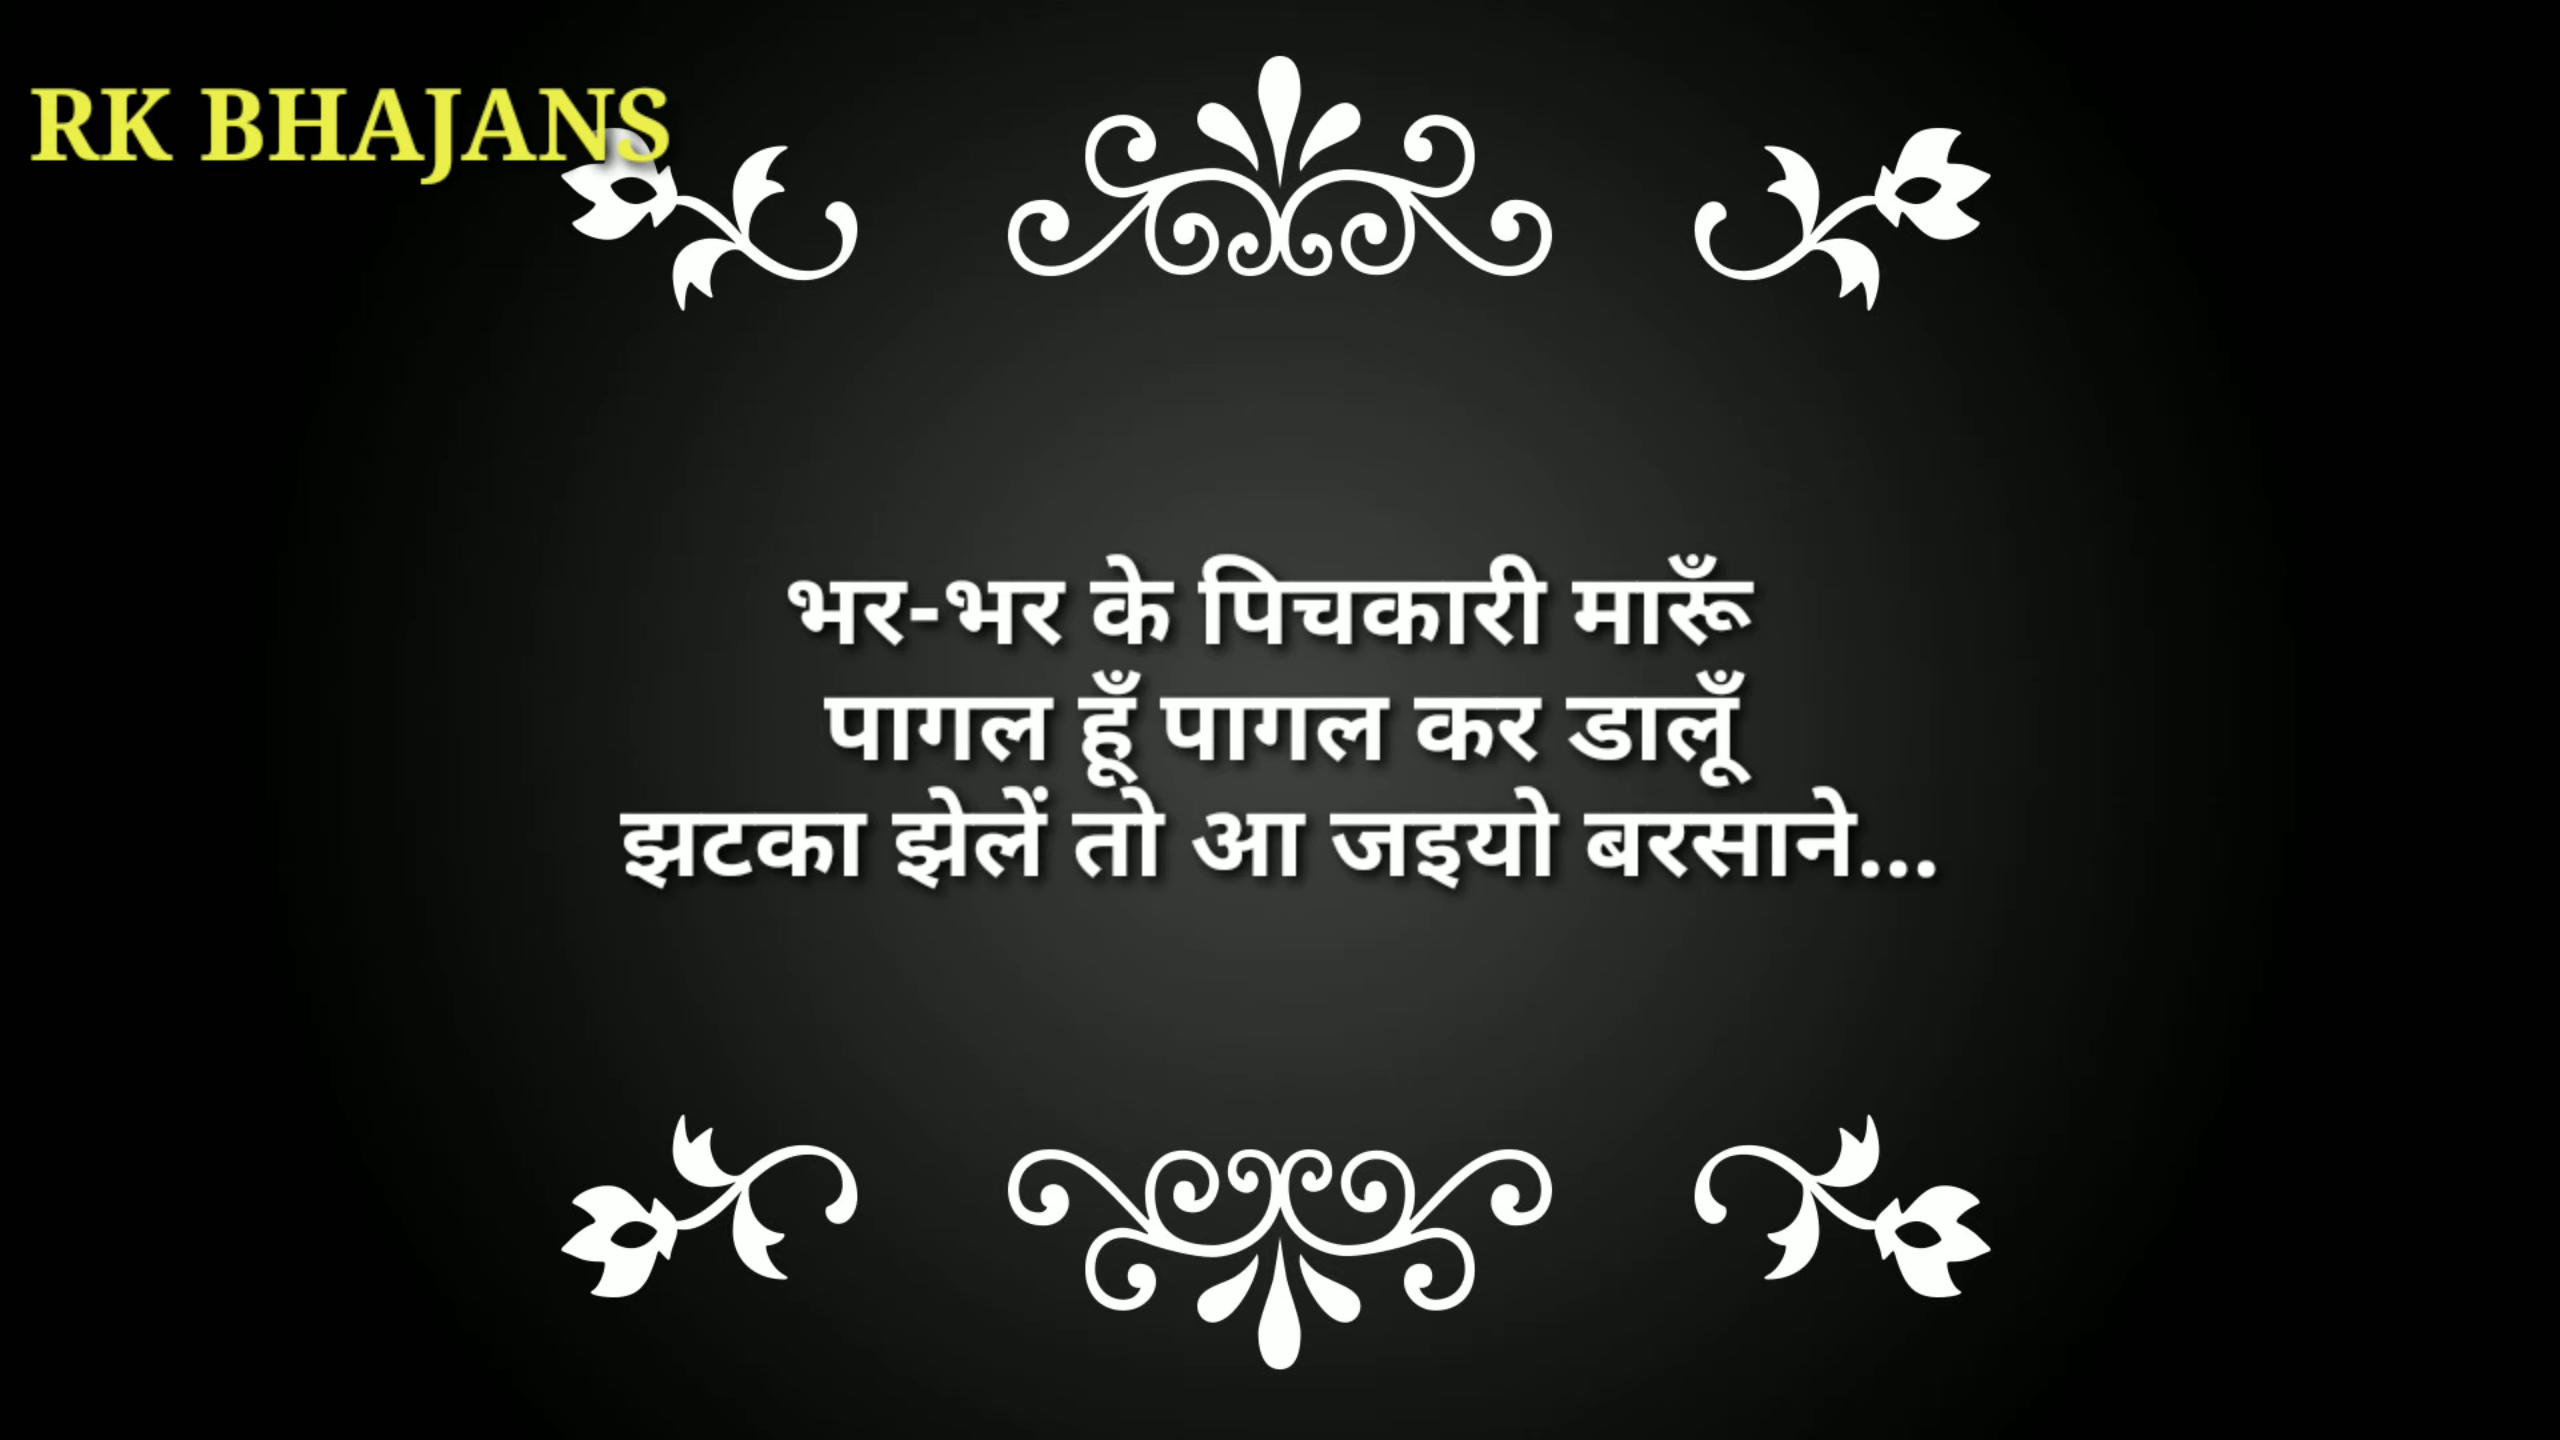 RK BHAJANS
भर-भर के पिचकारी मारूँ
पागल हूँ पागल कर डालूँ
झटका झेलें तो आ जइयो बरसाने...